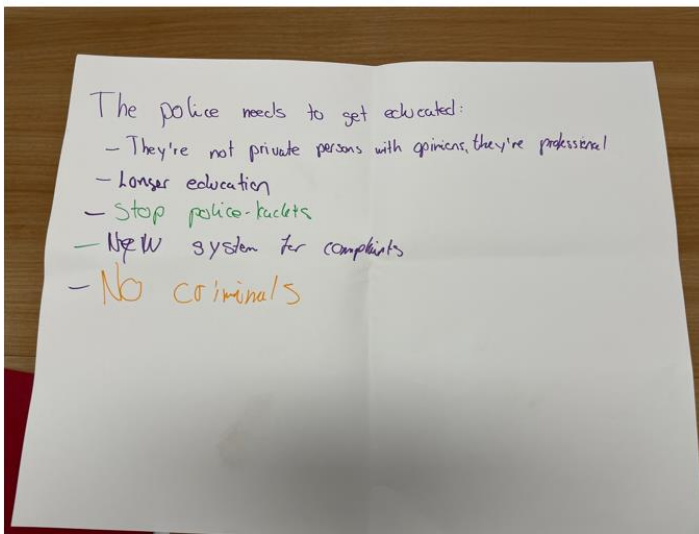 The police needs to get educated:
- They're not private persons with opinions, they're professional
- Longer education
- Stop police-kadets
- New system for complaints
- No criminals